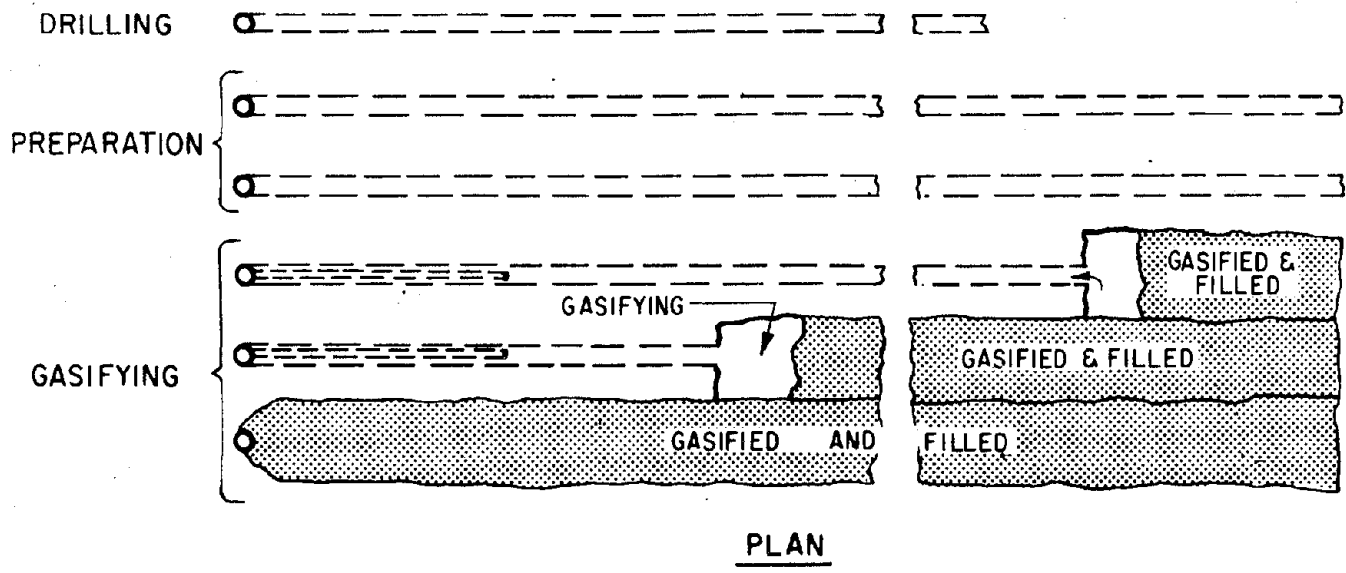 DRILLING
PREPARATION
GASIFYING
GASIFIED &
FILLED
GASIFYING
GASIFIED & FILLED
GASIFIED AND FILLED
PLAN